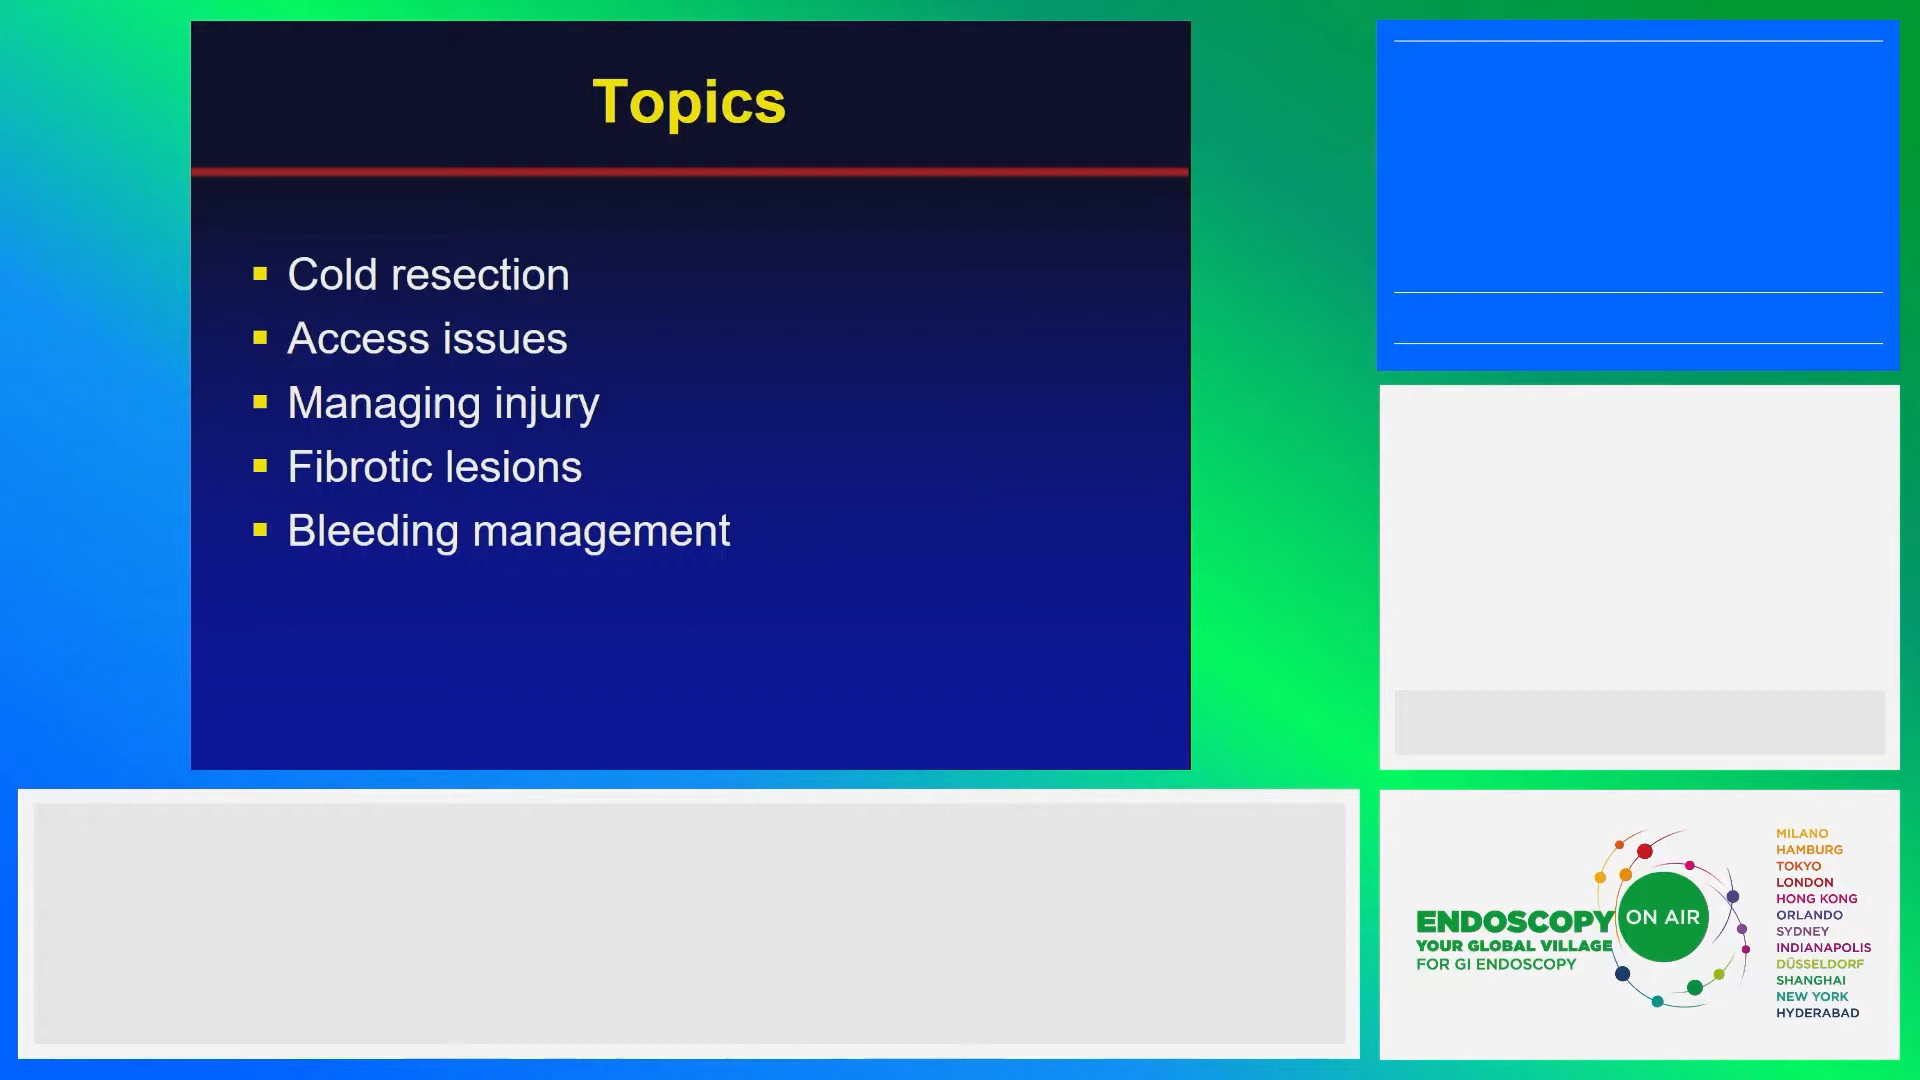 Topics
Cold resection
Access issues
Managing injury
Fibrotic lesions
Bleeding management
ENDOSCOPY
YOUR GLOBAL VILLAGE
FOR GI ENDOSCOPY
ON AIR
MILANO
HAMBURG
TOKYO
LONDON
HONG KONG
ORLANDO
SYDNEY
INDIANAPOLIS
DÜSSELDORF
SHANGHAI
NEW YORK
HYDERABAD